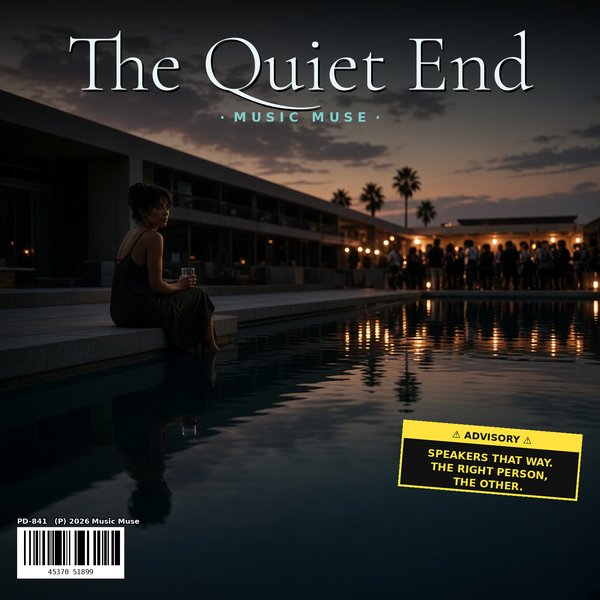 The Quiet End
· MUSIC MUSE ·
⚠ ADVISORY ⚠
SPEAKERS THAT WAY.
THE RIGHT PERSON,
THE OTHER.
PD-841 (P) 2026 Music Muse
45370 51899